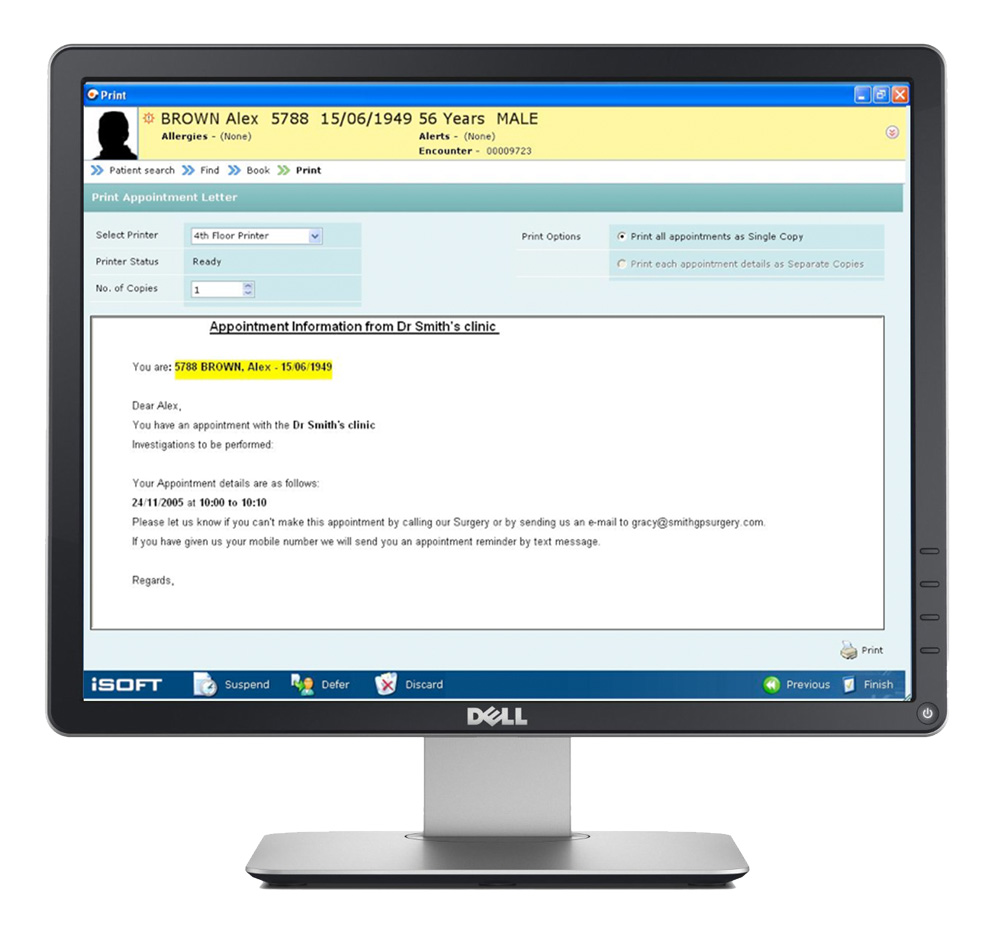 Print
BROWN Alex 5788 15/06/1949 56 Years MALE
Allergies - (None) Alerts - (None)
Encounter - 00009723
Patient search Find Book Print
Print Appointment Letter
Select Printer 4th Floor Printer Print Options Print all appointments as Single Copy
Printer Status Ready Print each appointment details as Separate Copies
No. of Copies 1
Appointment Information from Dr Smith's clinic
You are: 5788 BROWN, Alex - 15/06/1949
Dear Alex,
You have an appointment with the Dr Smith's clinic
Investigations to be performed:
Your Appointment details are as follows:
24/11/2005 at 10:00 to 10:10
Please let us know if you can't make this appointment by calling our Surgery or by sending us an e-mail to gracy@smithgpsurgery.com.
If you have given us your mobile number we will send you an appointment reminder by text message.
Regards,
Print
iSOFT Suspend Defer Discard Previous Finish
DELL